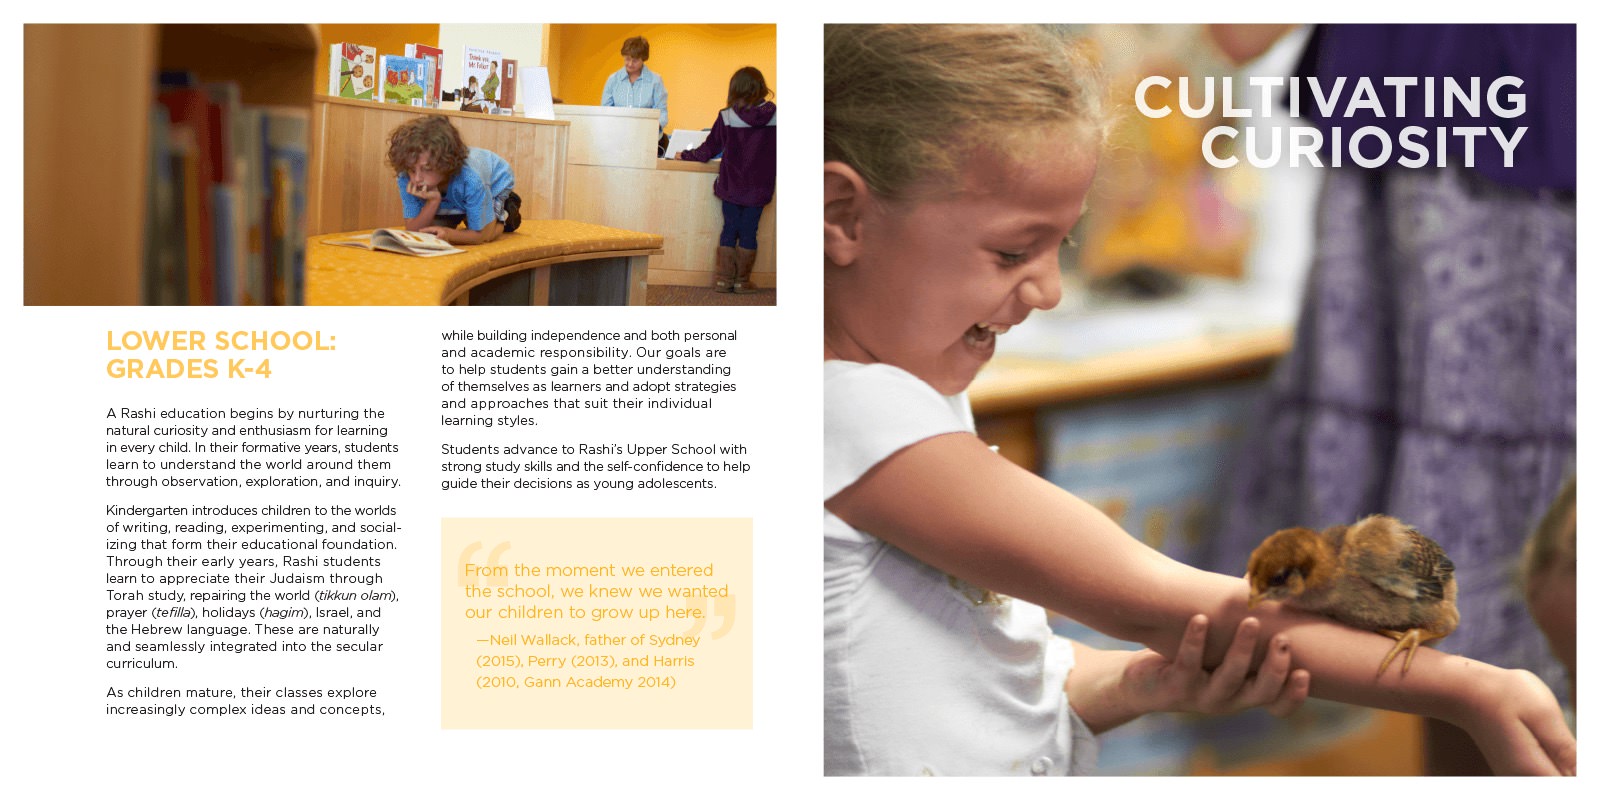 Thank you,
Mr. Falker
LOWER SCHOOL:
GRADES K-4
A Rashi education begins by nurturing the
natural curiosity and enthusiasm for learning
in every child. In their formative years, students
learn to understand the world around them
through observation, exploration, and inquiry.
Kindergarten introduces children to the worlds
of writing, reading, experimenting, and social-
izing that form their educational foundation.
Through their early years, Rashi students
learn to appreciate their Judaism through
Torah study, repairing the world (tikkun olam),
prayer (tefilla), holidays (hagim), Israel, and
the Hebrew language. These are naturally
and seamlessly integrated into the secular
curriculum.
As children mature, their classes explore
increasingly complex ideas and concepts,
while building independence and both personal
and academic responsibility. Our goals are
to help students gain a better understanding
of themselves as learners and adopt strategies
and approaches that suit their individual
learning styles.
Students advance to Rashi’s Upper School with
strong study skills and the self-confidence to help
guide their decisions as young adolescents.
“From the moment we entered
the school, we knew we wanted
our children to grow up here.”
—Neil Wallack, father of Sydney
(2015), Perry (2013), and Harris
(2010, Gann Academy 2014)
CULTIVATING
CURIOSITY